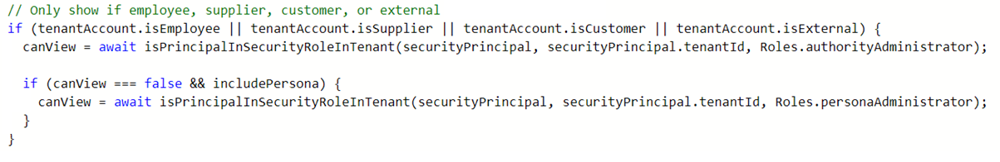 // Only show if employee, supplier, customer, or external
if (tenantAccount.isEmployee || tenantAccount.isSupplier || tenantAccount.isCustomer || tenantAccount.isExternal) {
  canView = await isPrincipalInSecurityRoleInTenant(securityPrincipal, securityPrincipal.tenantId, Roles.authorityAdministrator);

  if (canView === false && includePersona) {
    canView = await isPrincipalInSecurityRoleInTenant(securityPrincipal, securityPrincipal.tenantId, Roles.personaAdministrator);
  }
}